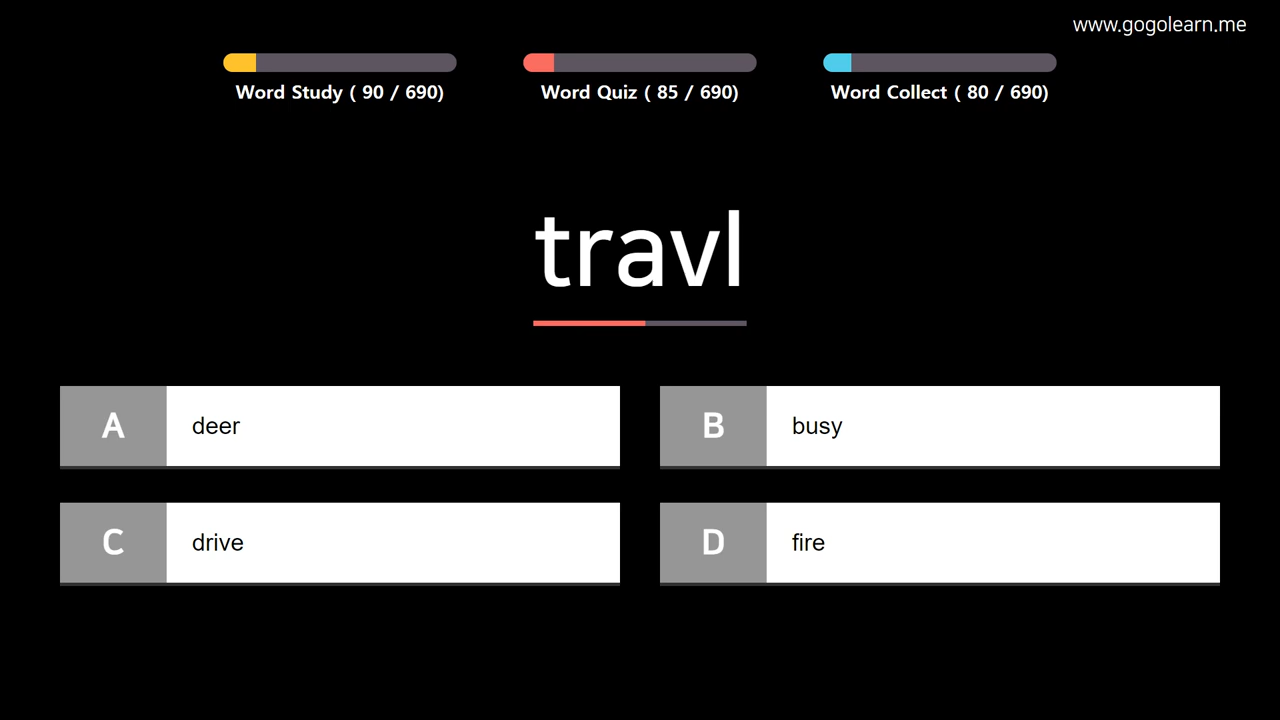 www.gogolearn.me
Word Study ( 90 / 690)
Word Quiz ( 85 / 690)
Word Collect ( 80 / 690)
travl
A deer
B busy
C drive
D fire